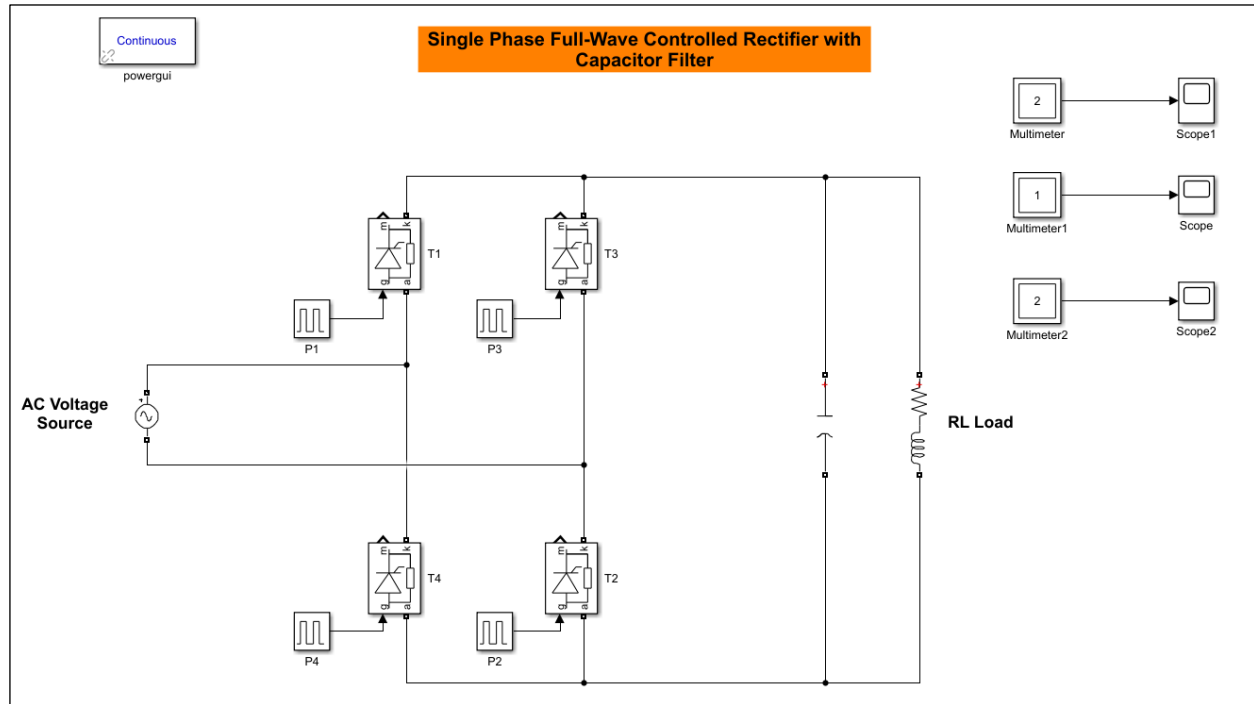 Continuous
powergui
Single Phase Full-Wave Controlled Rectifier with
Capacitor Filter
2
Multimeter
Scope1
1
Multimeter1
Scope
2
Multimeter2
Scope2
m
k
g
a
T1
P1
m
k
g
a
T3
P3
AC Voltage
Source
+
+
RL Load
m
k
g
a
T4
P4
m
k
g
a
T2
P2